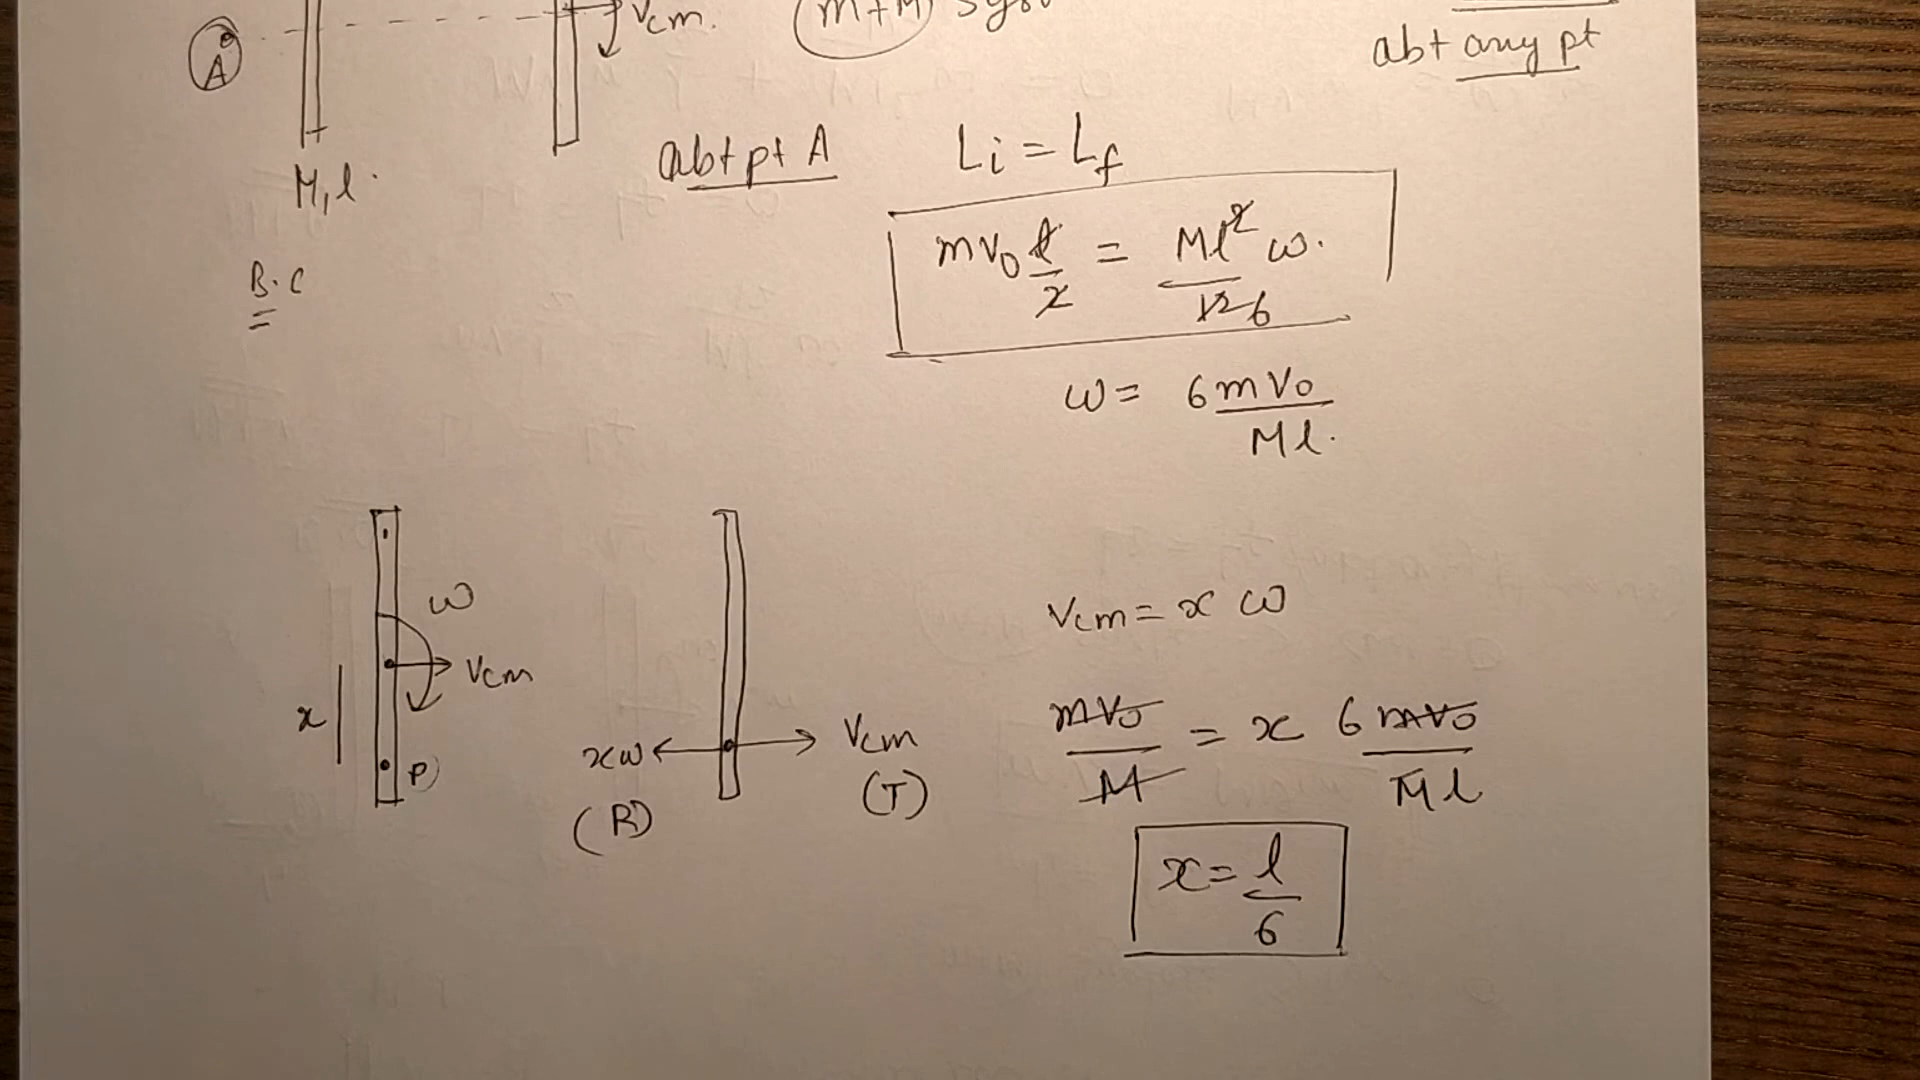 A
Vcm.
(m+M)
abt any pt
M, l.
abt pt A
Li = Lf
mv₀ l/2 = Ml²/12 6 ω.
B.C
ω = 6mV₀/Ml.
ω
Vcm
x
P
xω
(R)
Vcm
(T)
Vcm = x ω
mV₀/M = x 6mV₀/Ml
x = l/6